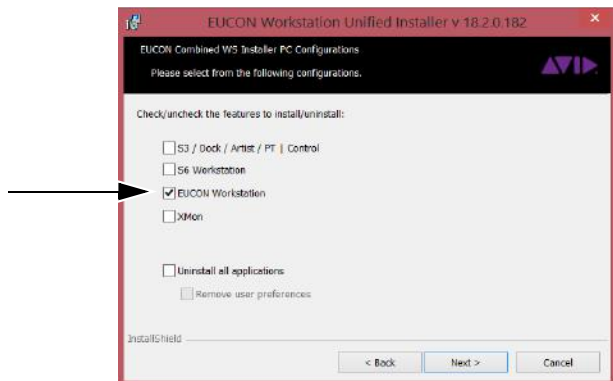 EUCON Workstation Unified Installer v 18.2.0.182
EUCON Combined WS Installer PC Configurations
Please select from the following configurations.
AVID
Check/uncheck the features to install/uninstall:
S3 / Dock / Artist / PT | Control
S6 Workstation
EUCON Workstation
XMon
Uninstall all applications
Remove user preferences
InstallShield
< Back Next > Cancel